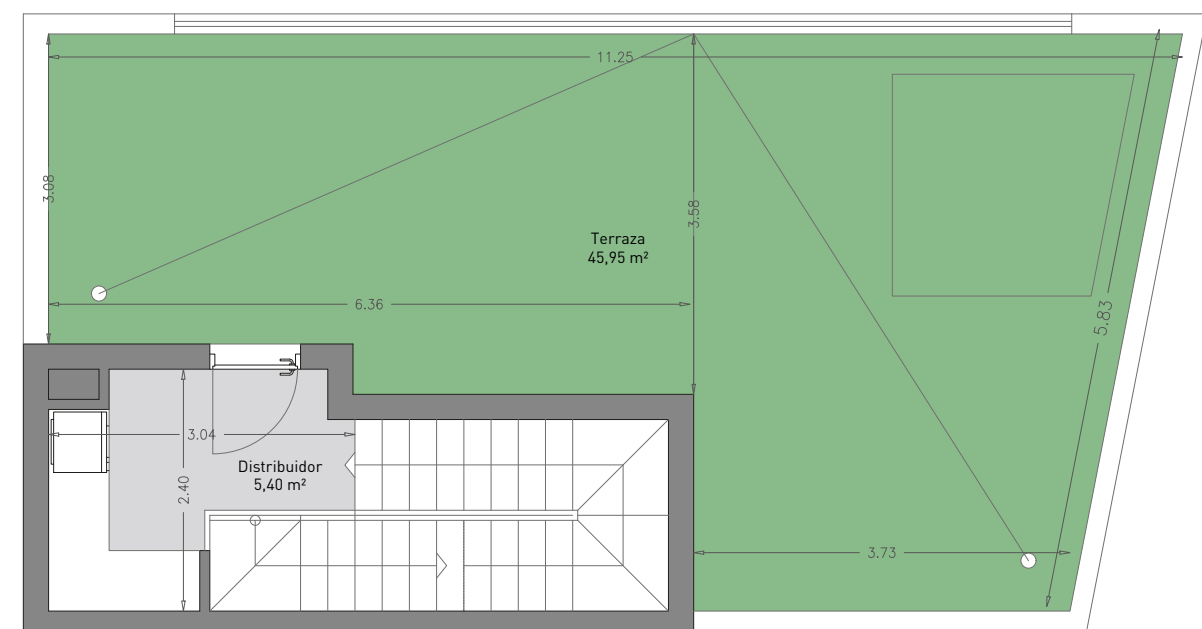 11.25
3.08
3.58
Terraza
45,95 m²
6.36
5.83
3.04
Distribuidor
5,40 m²
2.40
3.73